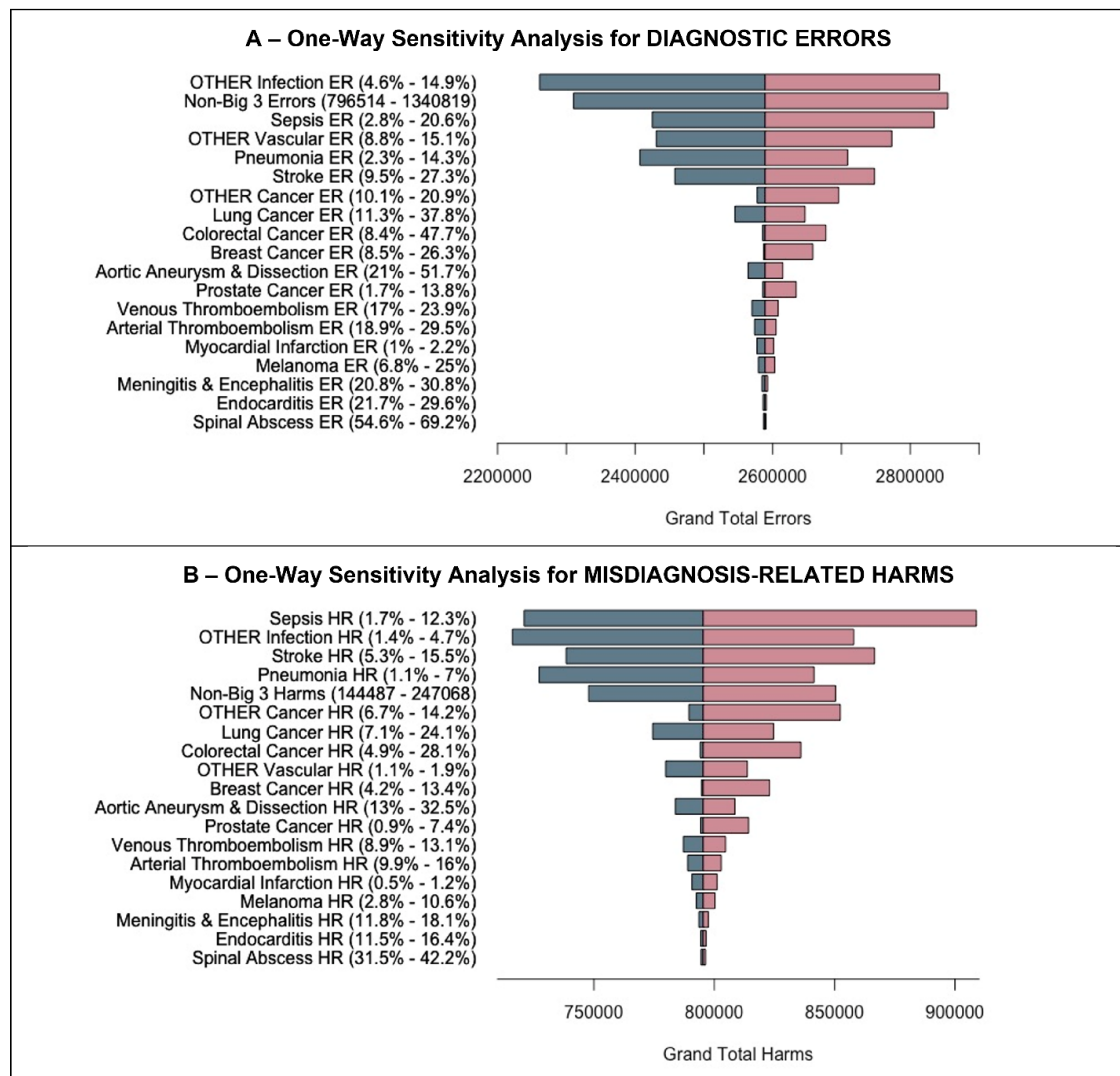 A – One-Way Sensitivity Analysis for DIAGNOSTIC ERRORS
OTHER Infection ER (4.6% - 14.9%)
Non-Big 3 Errors (796514 - 1340819)
Sepsis ER (2.8% - 20.6%)
OTHER Vascular ER (8.8% - 15.1%)
Pneumonia ER (2.3% - 14.3%)
Stroke ER (9.5% - 27.3%)
OTHER Cancer ER (10.1% - 20.9%)
Lung Cancer ER (11.3% - 37.8%)
Colorectal Cancer ER (8.4% - 47.7%)
Breast Cancer ER (8.5% - 26.3%)
Aortic Aneurysm & Dissection ER (21% - 51.7%)
Prostate Cancer ER (1.7% - 13.8%)
Venous Thromboembolism ER (17% - 23.9%)
Arterial Thromboembolism ER (18.9% - 29.5%)
Myocardial Infarction ER (1% - 2.2%)
Melanoma ER (6.8% - 25%)
Meningitis & Encephalitis ER (20.8% - 30.8%)
Endocarditis ER (21.7% - 29.6%)
Spinal Abscess ER (54.6% - 69.2%)
2200000 2400000 2600000 2800000
Grand Total Errors
B – One-Way Sensitivity Analysis for MISDIAGNOSIS-RELATED HARMS
Sepsis HR (1.7% - 12.3%)
OTHER Infection HR (1.4% - 4.7%)
Stroke HR (5.3% - 15.5%)
Pneumonia HR (1.1% - 7%)
Non-Big 3 Harms (144487 - 247068)
OTHER Cancer HR (6.7% - 14.2%)
Lung Cancer HR (7.1% - 24.1%)
Colorectal Cancer HR (4.9% - 28.1%)
OTHER Vascular HR (1.1% - 1.9%)
Breast Cancer HR (4.2% - 13.4%)
Aortic Aneurysm & Dissection HR (13% - 32.5%)
Prostate Cancer HR (0.9% - 7.4%)
Venous Thromboembolism HR (8.9% - 13.1%)
Arterial Thromboembolism HR (9.9% - 16%)
Myocardial Infarction HR (0.5% - 1.2%)
Melanoma HR (2.8% - 10.6%)
Meningitis & Encephalitis HR (11.8% - 18.1%)
Endocarditis HR (11.5% - 16.4%)
Spinal Abscess HR (31.5% - 42.2%)
750000 800000 850000 900000
Grand Total Harms